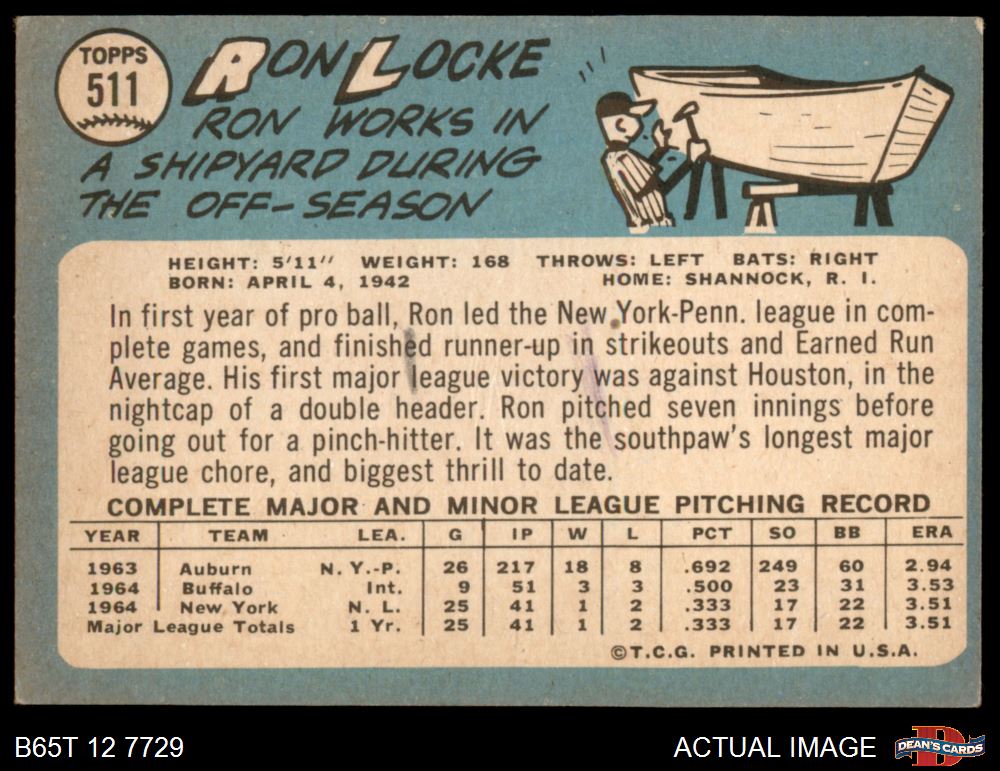 TOPPS
511
RON LOCKE
RON WORKS IN
A SHIPYARD DURING
THE OFF-SEASON
HEIGHT: 5'11" WEIGHT: 168 THROWS: LEFT BATS: RIGHT
BORN: APRIL 4, 1942 HOME: SHANNOCK, R. I.
In first year of pro ball, Ron led the New York-Penn. league in com-
plete games, and finished runner-up in strikeouts and Earned Run
Average. His first major league victory was against Houston, in the
nightcap of a double header. Ron pitched seven innings before
going out for a pinch-hitter. It was the southpaw's longest major
league chore, and biggest thrill to date.
COMPLETE MAJOR AND MINOR LEAGUE PITCHING RECORD
YEAR TEAM LEA. G IP W L PCT SO BB ERA
1963 Auburn N. Y.-P. 26 217 18 8 .692 249 60 2.94
1964 Buffalo Int. 9 51 3 3 .500 23 31 3.53
1964 New York N. L. 25 41 1 2 .333 17 22 3.51
Major League Totals 1 Yr. 25 41 1 2 .333 17 22 3.51
©T.C.G. PRINTED IN U.S.A.
B65T 12 7729 ACTUAL IMAGE DEAN'S CARDS